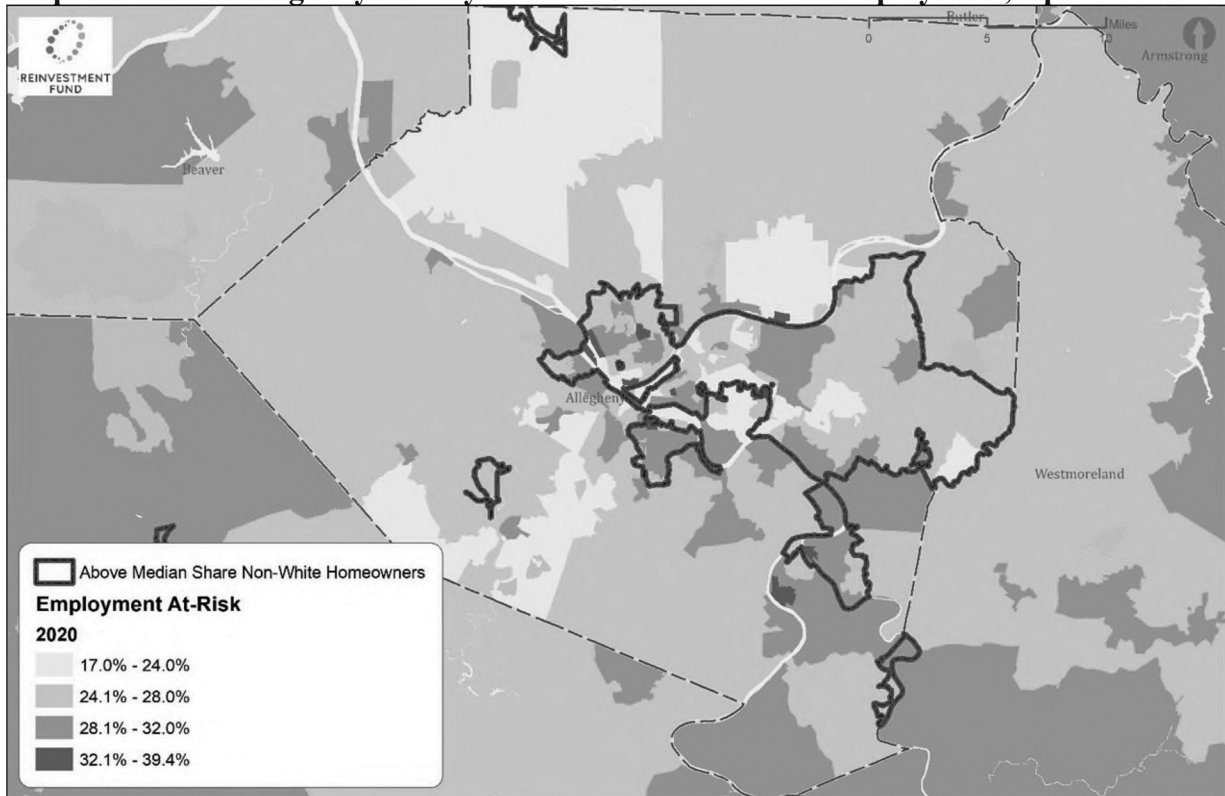 Butler
Miles
0 5 10
Armstrong
REINVESTMENT
FUND
Beaver
Allegheny
Westmoreland
Above Median Share Non-White Homeowners
Employment At-Risk
2020
17.0% - 24.0%
24.1% - 28.0%
28.1% - 32.0%
32.1% - 39.4%